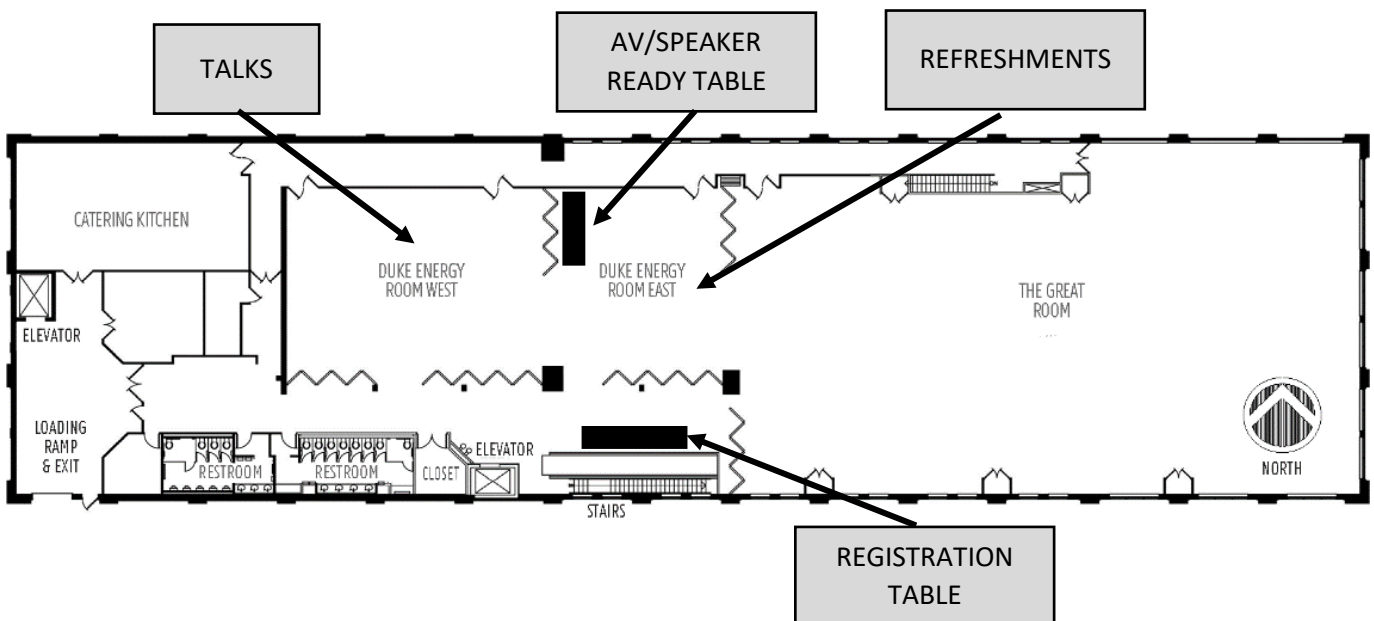 TALKS
AV/SPEAKER
READY TABLE
REFRESHMENTS
CATERING KITCHEN
DUKE ENERGY
ROOM WEST
DUKE ENERGY
ROOM EAST
THE GREAT
ROOM
ELEVATOR
LOADING
RAMP
& EXIT
RESTROOM
RESTROOM
CLOSET
ELEVATOR
STAIRS
NORTH
REGISTRATION
TABLE